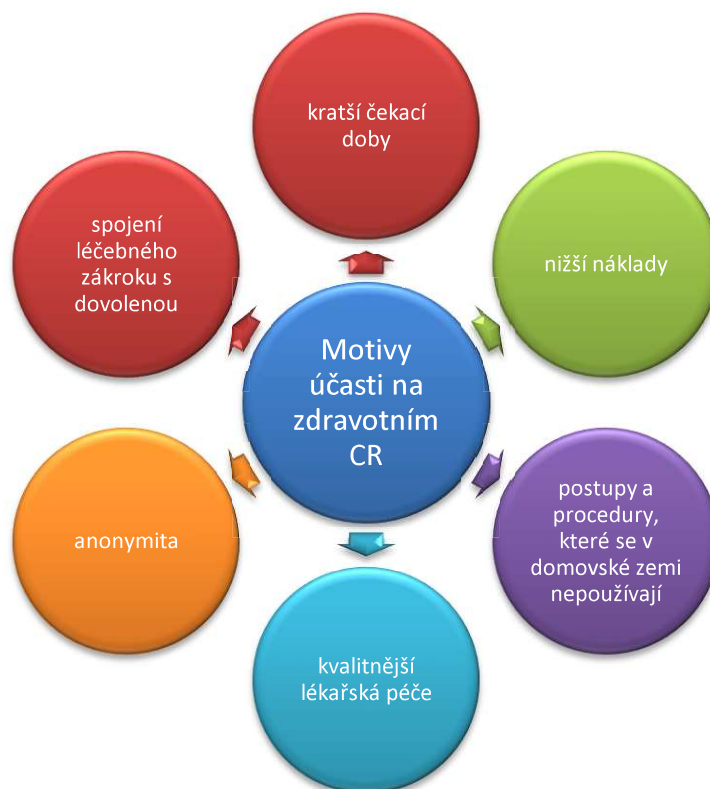 kratší čekací
doby
spojení
léčebného
zákroku s
dovolenou
nižší náklady
Motivy
účasti na
zdravotním
CR
anonymita
postupy a
procedury,
které se v
domovské zemi
nepoužívají
kvalitnější
lékařská péče